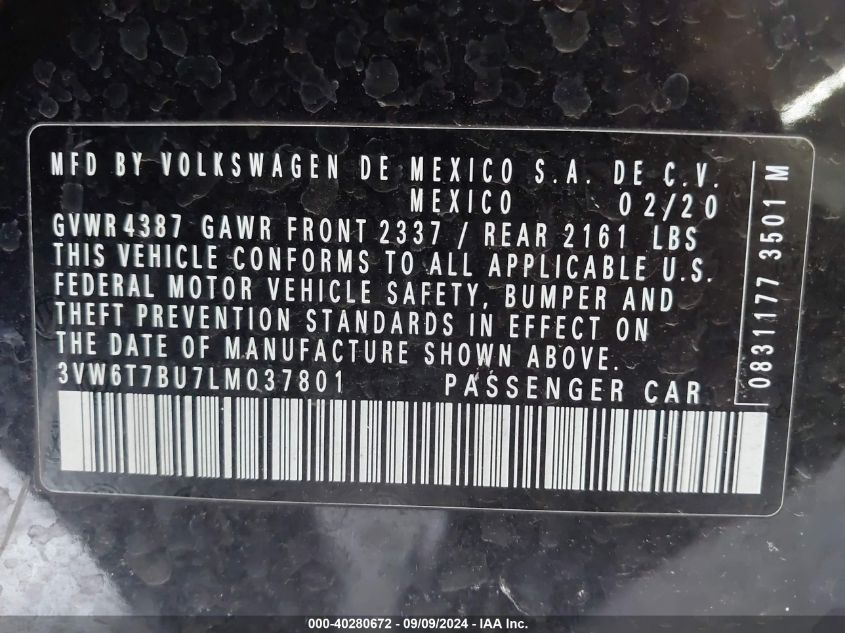 MFD BY VOLKSWAGEN DE MEXICO S.A. DE C.V.
MEXICO 02/20
GVWR 4387 GAWR FRONT 2337 / REAR 2161 LBS
THIS VEHICLE CONFORMS TO ALL APPLICABLE U.S.
FEDERAL MOTOR VEHICLE SAFETY, BUMPER AND
THEFT PREVENTION STANDARDS IN EFFECT ON
THE DATE OF MANUFACTURE SHOWN ABOVE.
3VW6T7BU7LM037801 PASSENGER CAR
0831177 3501 M
000-40280672 - 09/09/2024 - IAA Inc.